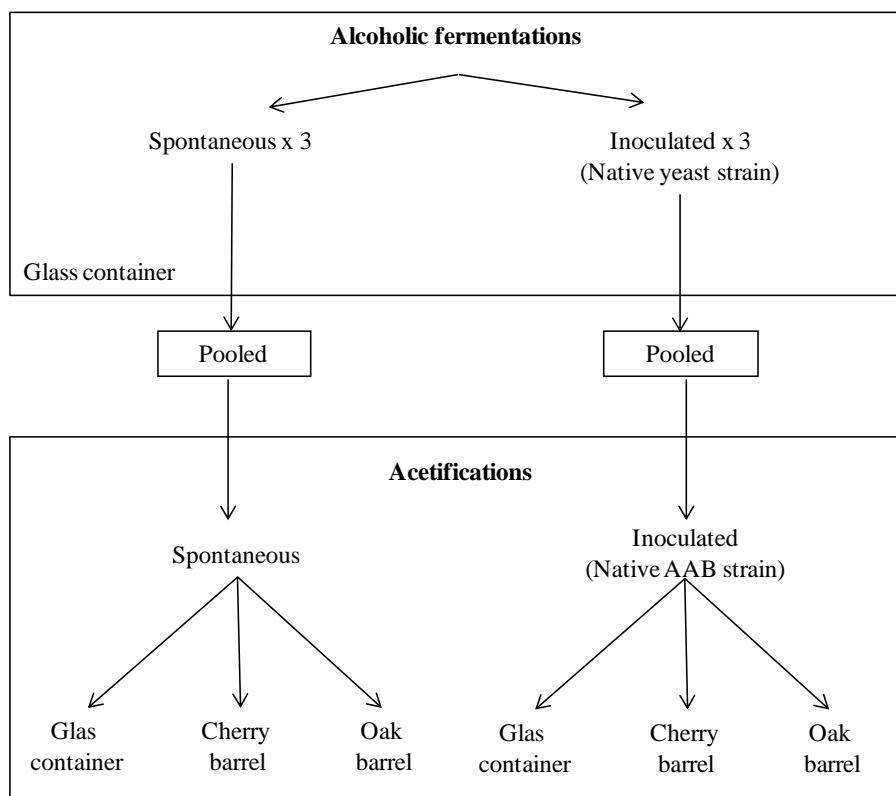 Alcoholic fermentations
Spontaneous x 3
Inoculated x 3
(Native yeast strain)
Glass container
Pooled
Pooled
Acetifications
Spontaneous
Inoculated
(Native AAB strain)
Glas
container
Cherry
barrel
Oak
barrel
Glass
container
Cherry
barrel
Oak
barrel